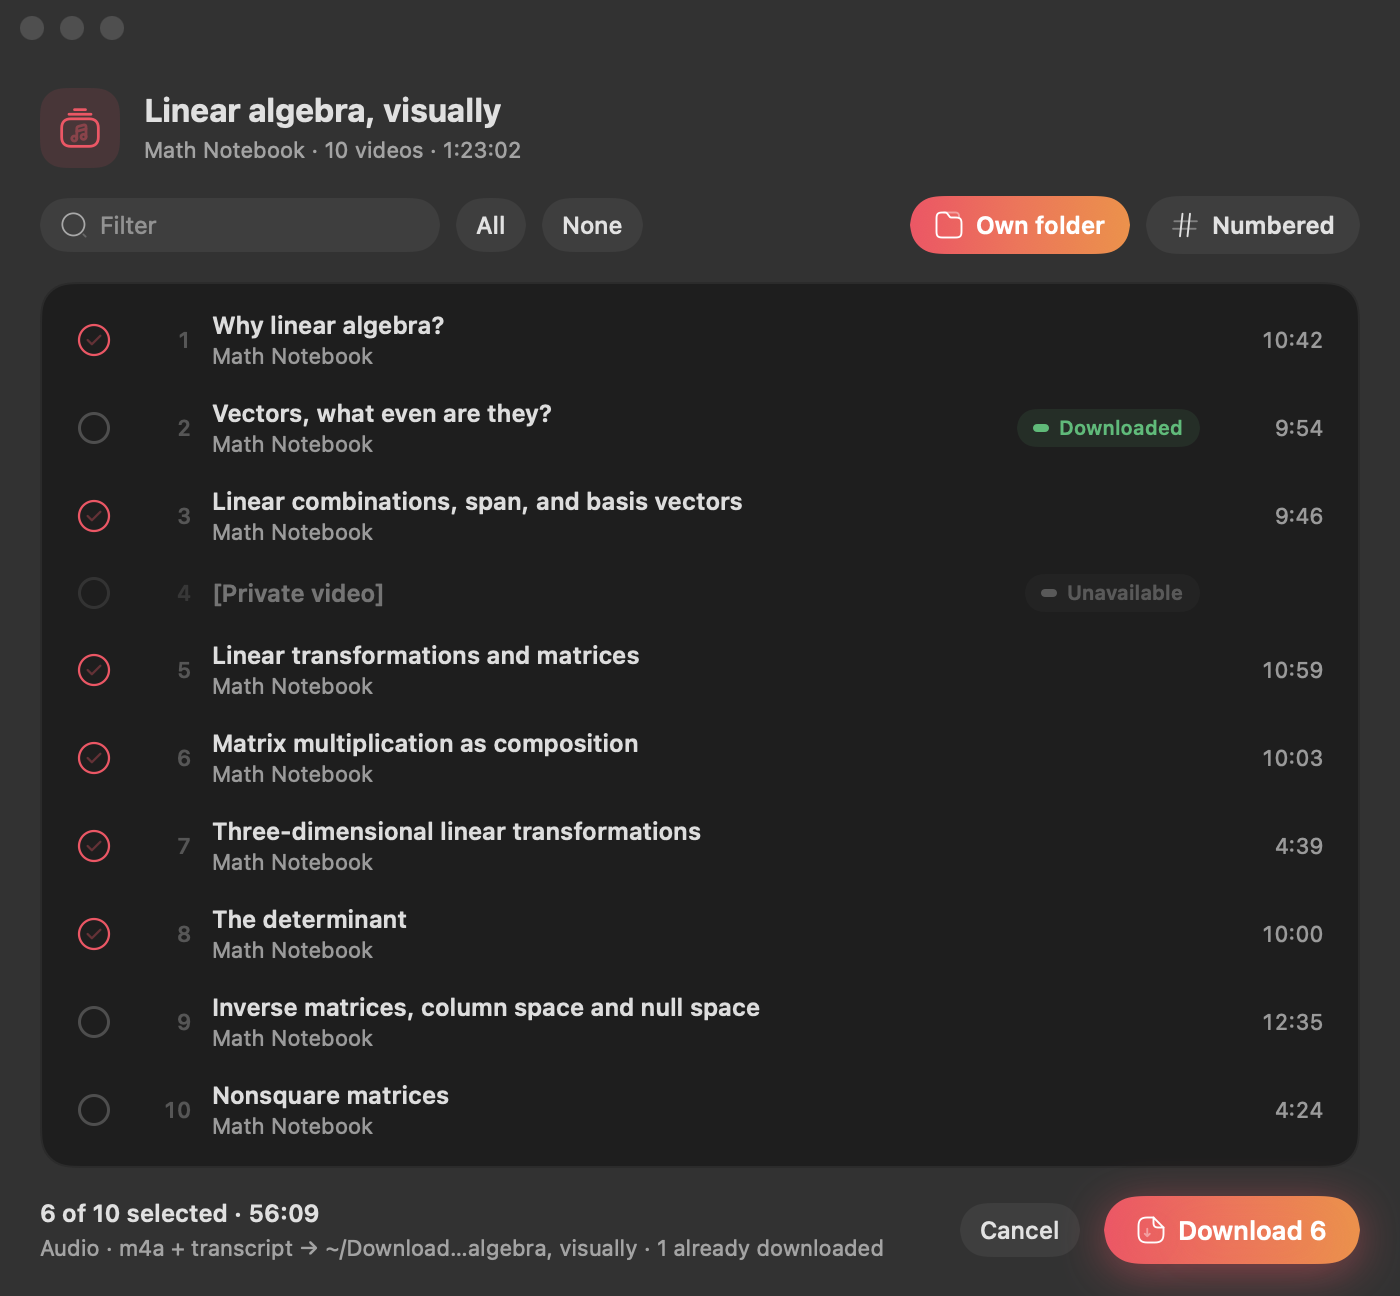 Linear algebra, visually
Math Notebook · 10 videos · 1:23:02
Filter
All
None
Own folder
# Numbered
1 Why linear algebra? 10:42
Math Notebook
2 Vectors, what even are they? Downloaded 9:54
Math Notebook
3 Linear combinations, span, and basis vectors 9:46
Math Notebook
4 [Private video] Unavailable
5 Linear transformations and matrices 10:59
Math Notebook
6 Matrix multiplication as composition 10:03
Math Notebook
7 Three-dimensional linear transformations 4:39
Math Notebook
8 The determinant 10:00
Math Notebook
9 Inverse matrices, column space and null space 12:35
Math Notebook
10 Nonsquare matrices 4:24
Math Notebook
6 of 10 selected · 56:09
Audio · m4a + transcript → ~/Download...algebra, visually · 1 already downloaded
Cancel
Download 6